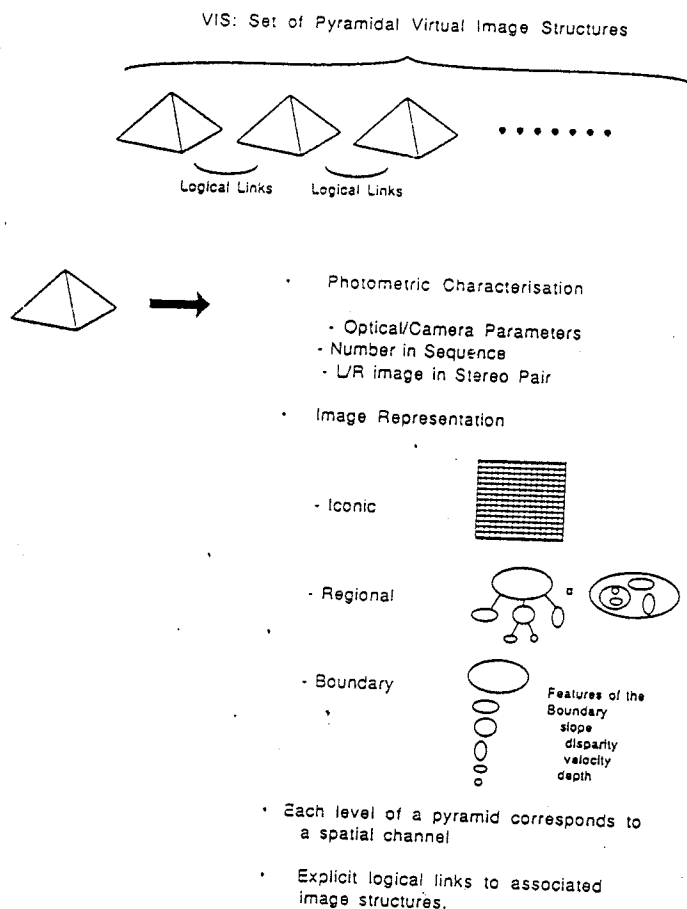 VIS: Set of Pyramidal Virtual Image Structures
Logical Links Logical Links
• Photometric Characterisation
- Optical/Camera Parameters
- Number in Sequence
- L/R image in Stereo Pair
• Image Representation
- Iconic
- Regional
- Boundary
Features of the
Boundary
slope
disparity
velocity
depth
• Each level of a pyramid corresponds to
a spatial channel
• Explicit logical links to associated
image structures.